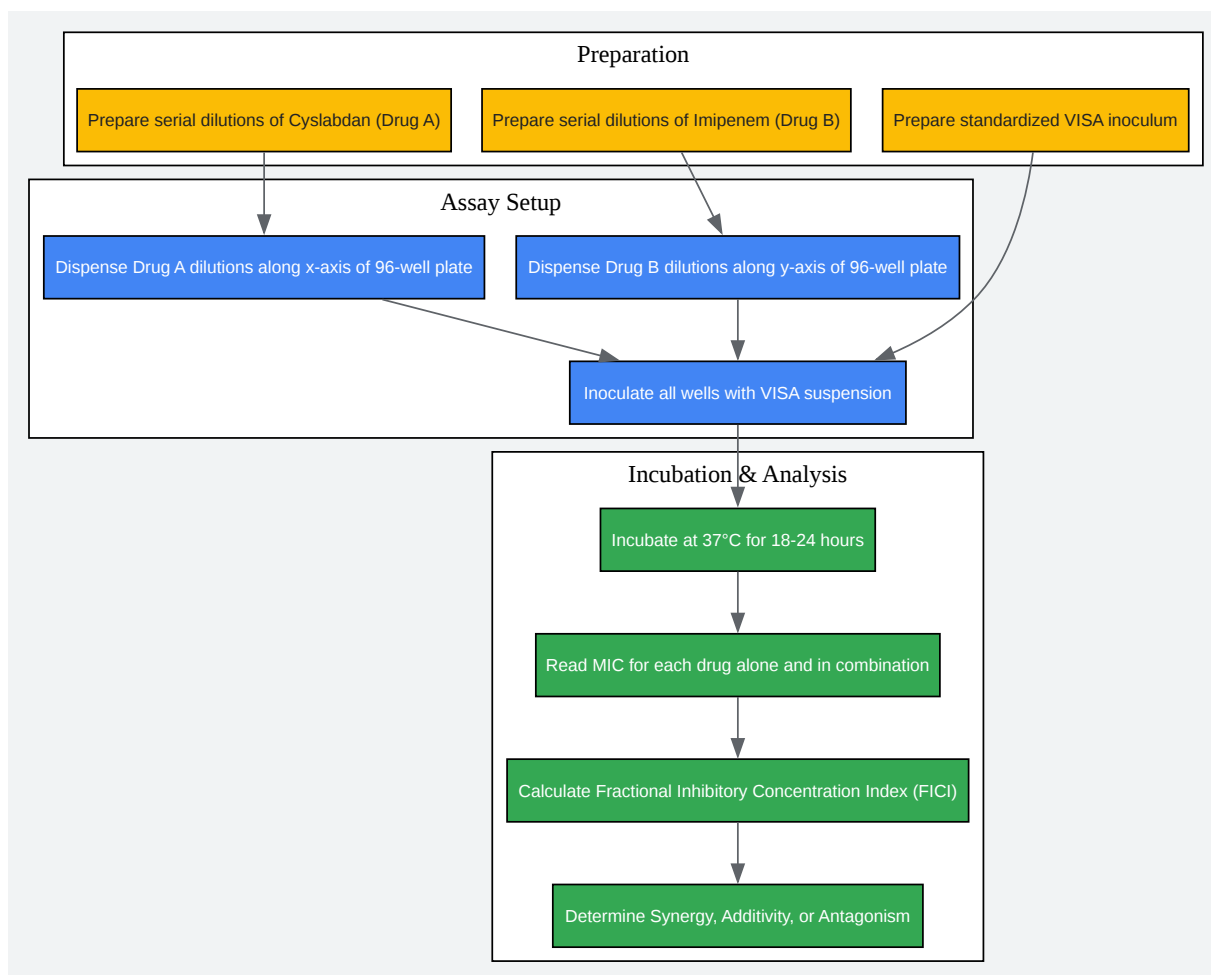 Preparation
Prepare serial dilutions of Cyslabdan (Drug A)
Prepare serial dilutions of Imipenem (Drug B)
Prepare standardized VISA inoculum
Assay Setup
Dispense Drug A dilutions along x-axis of 96-well plate
Dispense Drug B dilutions along y-axis of 96-well plate
Inoculate all wells with VISA suspension
Incubation & Analysis
Incubate at 37°C for 18-24 hours
Read MIC for each drug alone and in combination
Calculate Fractional Inhibitory Concentration Index (FICI)
Determine Synergy, Additivity, or Antagonism